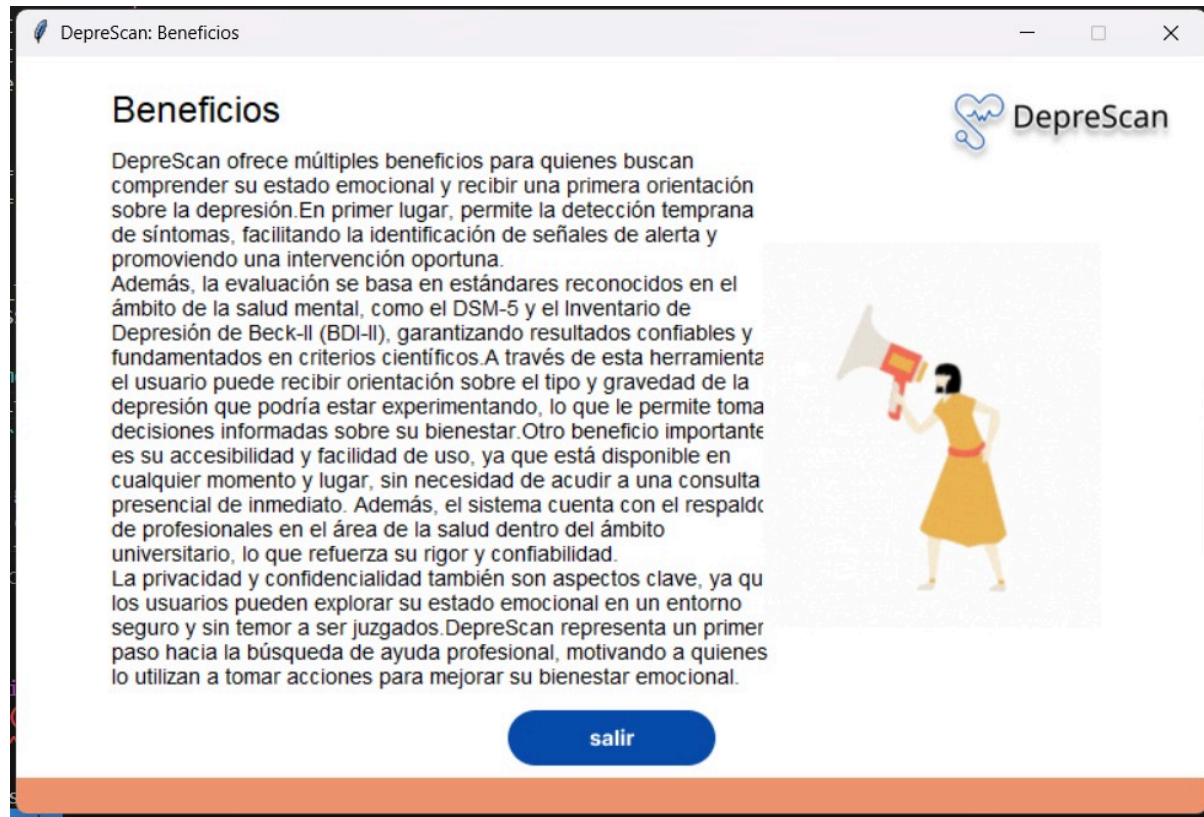 DepreScan: Beneficios
Beneficios
DepreScan
DepreScan ofrece múltiples beneficios para quienes buscan
comprender su estado emocional y recibir una primera orientación
sobre la depresión.En primer lugar, permite la detección temprana
de síntomas, facilitando la identificación de señales de alerta y
promoviendo una intervención oportuna.
Además, la evaluación se basa en estándares reconocidos en el
ámbito de la salud mental, como el DSM-5 y el Inventario de
Depresión de Beck-II (BDI-II), garantizando resultados confiables y
fundamentados en criterios científicos.A través de esta herramienta
el usuario puede recibir orientación sobre el tipo y gravedad de la
depresión que podría estar experimentando, lo que le permite toma
decisiones informadas sobre su bienestar.Otro beneficio importante
es su accesibilidad y facilidad de uso, ya que está disponible en
cualquier momento y lugar, sin necesidad de acudir a una consulta
presencial de inmediato. Además, el sistema cuenta con el respaldo
de profesionales en el área de la salud dentro del ámbito
universitario, lo que refuerza su rigor y confiabilidad.
La privacidad y confidencialidad también son aspectos clave, ya qu
los usuarios pueden explorar su estado emocional en un entorno
seguro y sin temor a ser juzgados.DepreScan representa un primer
paso hacia la búsqueda de ayuda profesional, motivando a quienes
lo utilizan a tomar acciones para mejorar su bienestar emocional.
salir